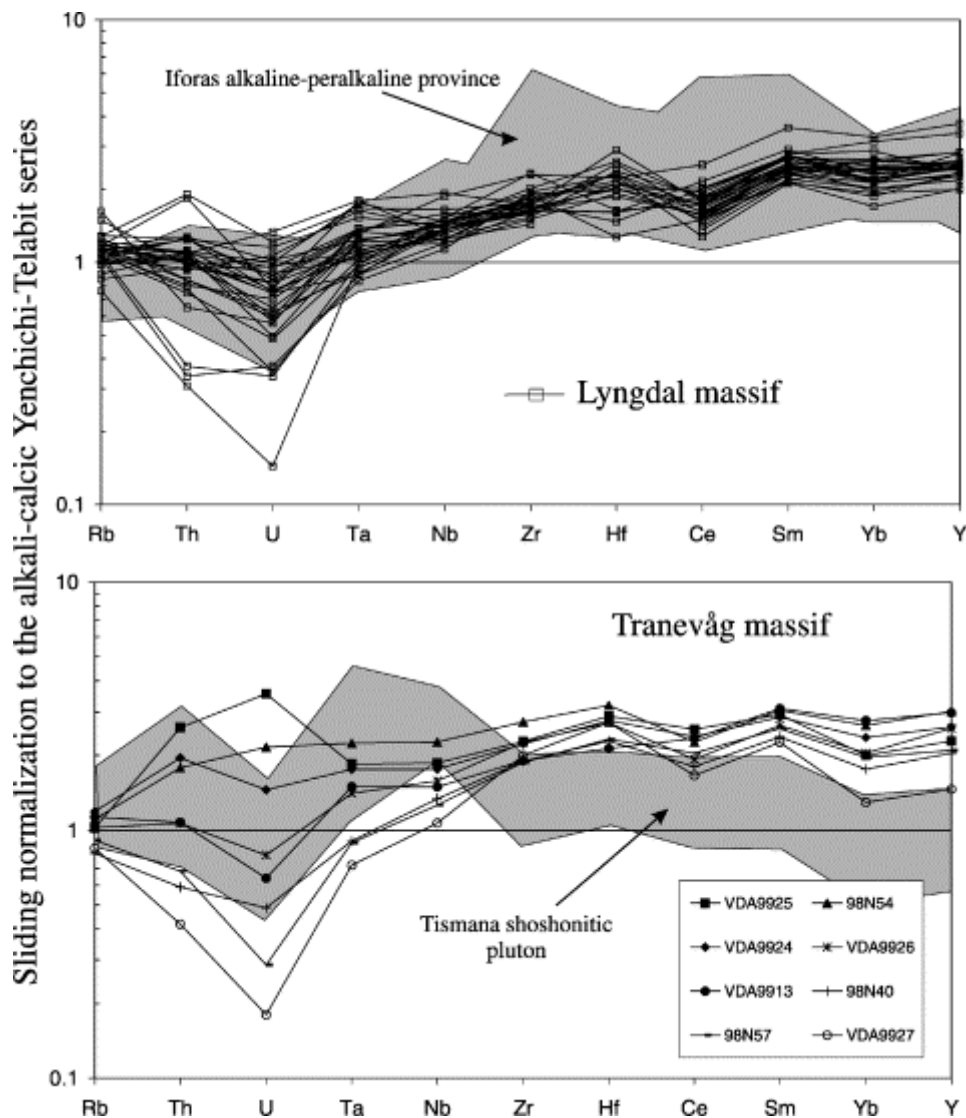 Sliding normalization to the alkali-calcic Yenchichi-Telabit series
10
Iforas alkaline-peralkaline province
1
Lyngdal massif
0.1
Rb Th U Ta Nb Zr Hf Ce Sm Yb Y
10
Tranevåg massif
1
Tismana shoshonitic
pluton
VDA9925 98N54
VDA9924 VDA9926
VDA9913 98N40
98N57 VDA9927
0.1
Rb Th U Ta Nb Zr Hf Ce Sm Yb Y